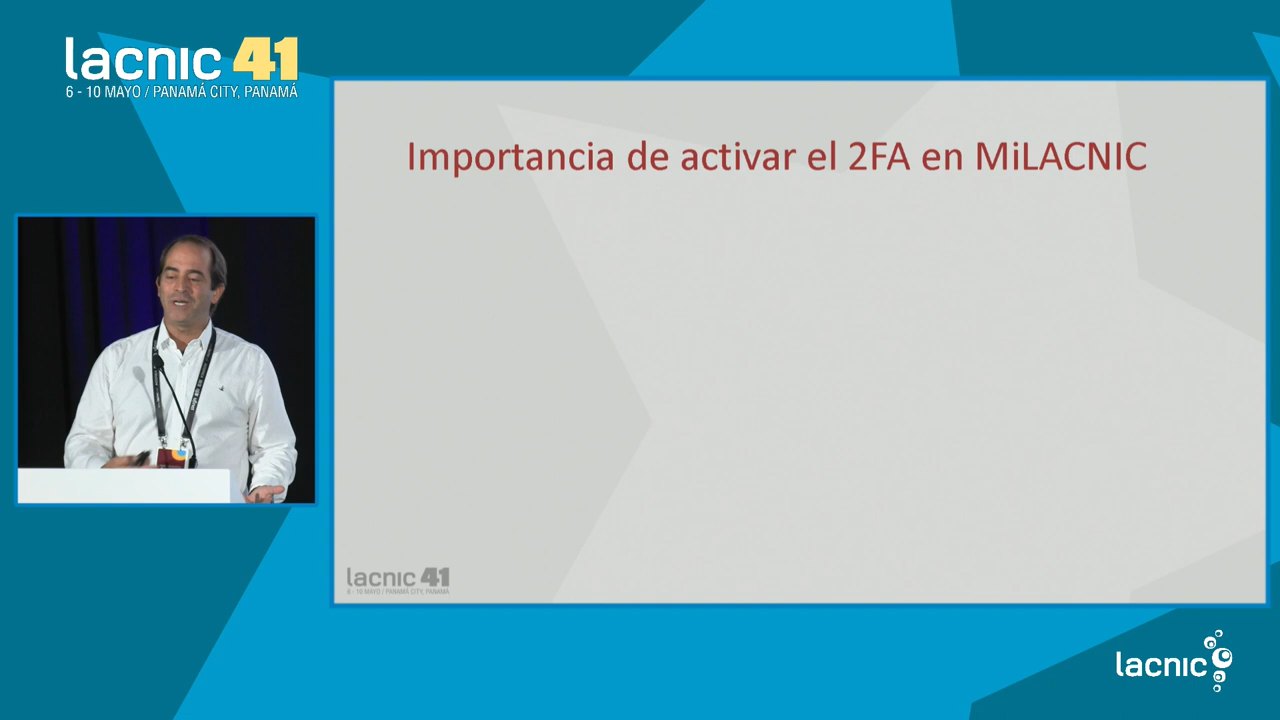 lacnic 41
6 - 10 MAYO / PANAMÁ CITY, PANAMÁ
Importancia de activar el 2FA en MiLACNIC
lacnic 41
6 - 10 MAYO / PANAMÁ CITY, PANAMÁ
lacnic